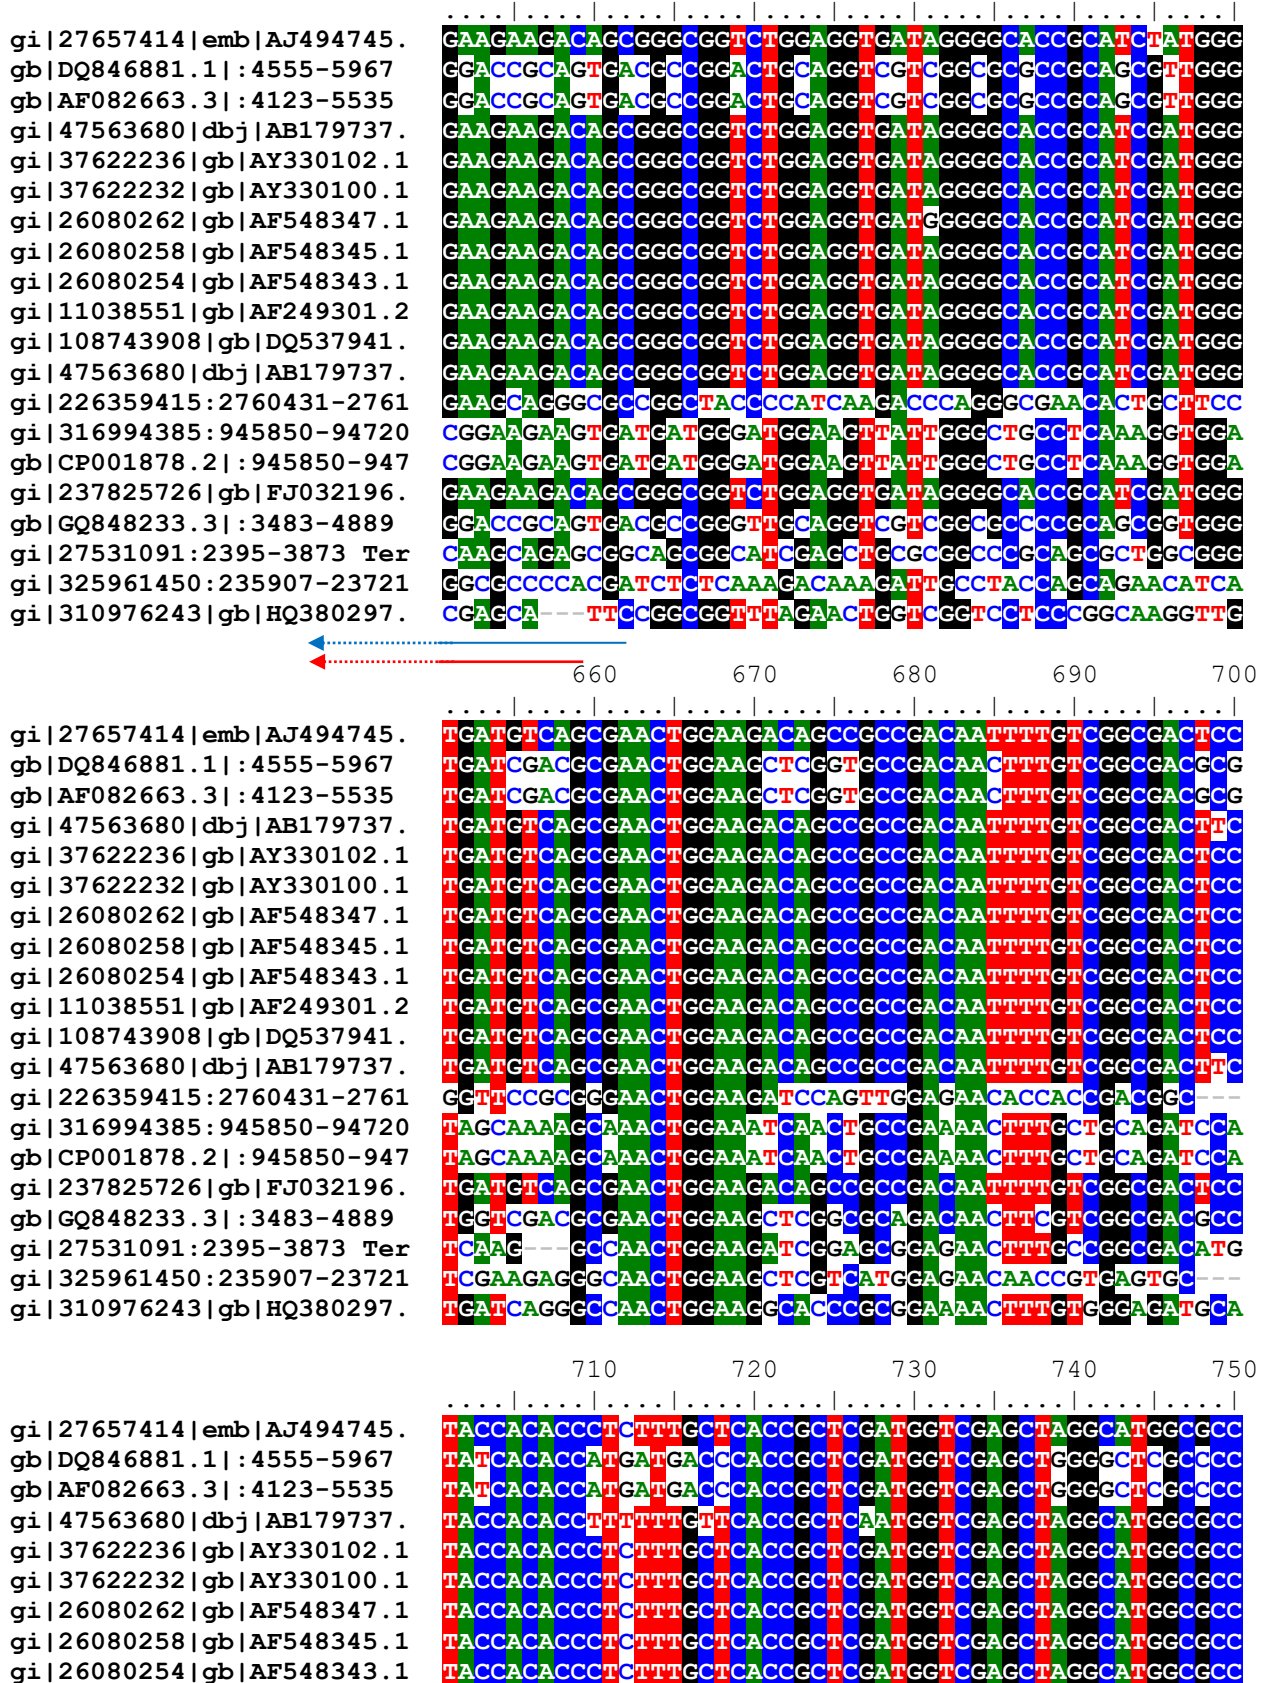 ....|....|....|....|....|....|....|....|....|....|
gi|27657414|emb|AJ494745. GAAGAAGACAGCGGGCGGTCTGGAGGTGATAGGGGCACCGCATCTATGGG
gb|DQ846881.1|:4555-5967 GGACCGCAGTGACGCCGGACTGCAGGTCGTCGGCGCGCCGCAGCGTTGGG
gb|AF082663.3|:4123-5535 GGACCGCAGTGACGCCGGACTGCAGGTCGTCGGCGCGCCGCAGCGTTGGG
gi|47563680|dbj|AB179737. GAAGAAGACAGCGGGCGGTCTGGAGGTGATAGGGGCACCGCATCGATGGG
gi|37622236|gb|AY330102.1 GAAGAAGACAGCGGGCGGTCTGGAGGTGATAGGGGCACCGCATCGATGGG
gi|37622232|gb|AY330100.1 GAAGAAGACAGCGGGCGGTCTGGAGGTGATAGGGGCACCGCATCGATGGG
gi|26080262|gb|AF548347.1 GAAGAAGACAGCGGGCGGTCTGGAGGTGATGGGGGCACCGCATCGATGGG
gi|26080258|gb|AF548345.1 GAAGAAGACAGCGGGCGGTCTGGAGGTGATAGGGGCACCGCATCGATGGG
gi|26080254|gb|AF548343.1 GAAGAAGACAGCGGGCGGTCTGGAGGTGATAGGGGCACCGCATCGATGGG
gi|11038551|gb|AF249301.2 GAAGAAGACAGCGGGCGGTCTGGAGGTGATAGGGGCACCGCATCGATGGG
gi|108743908|gb|DQ537941. GAAGAAGACAGCGGGCGGTCTGGAGGTGATAGGGGCACCGCATCGATGGG
gi|47563680|dbj|AB179737. GAAGAAGACAGCGGGCGGTCTGGAGGTGATAGGGGCACCGCATCGATGGG
gi|226359415:2760431-2761 GAAGCAGGGCGCCGGCTACCCCATCAAGACCCAGGGCGAACACTGCTTCC
gi|316994385:945850-94720 CGGAAGAAGTGATGATGGGATGGAAGTTATTGGGCTGCCTCAAAGGTGGA
gb|CP001878.2|:945850-947 CGGAAGAAGTGATGATGGGATGGAAGTTATTGGGCTGCCTCAAAGGTGGA
gi|237825726|gb|FJ032196. GAAGAAGACAGCGGGCGGTCTGGAGGTGATAGGGGCACCGCATCGATGGG
gb|GQ848233.3|:3483-4889 GGACCGCAGTGACGCCGGGTTGCAGGTCGTCGGCGCCCCGCAGCGGTGGG
gi|27531091:2395-3873 Ter CAAGCAGAGCGGCAGCGGCATCGAGCTGCGCGGCCCGCAGCGCTGGCGGG
gi|325961450:235907-23721 GGCGCCCCACGATCTCTCAAAGACAAAGATTGCCTACCAGCAGAACATCA
gi|310976243|gb|HQ380297. CGAGCA---TTCCGGCGGTTTAGAACTGGTCGGTCCTCCCGGCAAGGTTG
660 670 680 690 700
....|....|....|....|....|....|....|....|....|....|
gi|27657414|emb|AJ494745. TGATGTCAGCGAACTGGAAGACAGCCGCCGACAATTTTGTCGGCGACTCC
gb|DQ846881.1|:4555-5967 TGATCGACGCGAACTGGAAGCTCGGTGCCGACAACTTTGTCGGCGACGCG
gb|AF082663.3|:4123-5535 TGATCGACGCGAACTGGAAGCTCGGTGCCGACAACTTTGTCGGCGACGCG
gi|47563680|dbj|AB179737. TGATGTCAGCGAACTGGAAGACAGCCGCCGACAATTTTGTCGGCGACTTC
gi|37622236|gb|AY330102.1 TGATGTCAGCGAACTGGAAGACAGCCGCCGACAATTTTGTCGGCGACTCC
gi|37622232|gb|AY330100.1 TGATGTCAGCGAACTGGAAGACAGCCGCCGACAATTTTGTCGGCGACTCC
gi|26080262|gb|AF548347.1 TGATGTCAGCGAACTGGAAGACAGCCGCCGACAATTTTGTCGGCGACTCC
gi|26080258|gb|AF548345.1 TGATGTCAGCGAACTGGAAGACAGCCGCCGACAATTTTGTCGGCGACTCC
gi|26080254|gb|AF548343.1 TGATGTCAGCGAACTGGAAGACAGCCGCCGACAATTTTGTCGGCGACTCC
gi|11038551|gb|AF249301.2 TGATGTCAGCGAACTGGAAGACAGCCGCCGACAATTTTGTCGGCGACTCC
gi|108743908|gb|DQ537941. TGATGTCAGCGAACTGGAAGACAGCCGCCGACAATTTTGTCGGCGACTCC
gi|47563680|dbj|AB179737. TGATGTCAGCGAACTGGAAGACAGCCGCCGACAATTTTGTCGGCGACTTC
gi|226359415:2760431-2761 GGTTCCGCGGGAACTGGAAGATCCAGTTGGAGAACACCACCGACGGC---
gi|316994385:945850-94720 TAGCAAAAGCAAACTGGAAATCAACTGCCGAAAACTTTGCTGCAGATCCA
gb|CP001878.2|:945850-947 TAGCAAAAGCAAACTGGAAATCAACTGCCGAAAACTTTGCTGCAGATCCA
gi|237825726|gb|FJ032196. TGATGTCAGCGAACTGGAAGACAGCCGCCGACAATTTTGTCGGCGACTCC
gb|GQ848233.3|:3483-4889 TGGTCGACGCGAACTGGAAGCTCGGCGCAGACAACTTCGTCGGCGACGCC
gi|27531091:2395-3873 Ter TCAAG---GCCAACTGGAAGATCGGAGCGGAGAACTTTGCCGGCGACATG
gi|325961450:235907-23721 TCGAAGAGGGCAACTGGAAGCTCGTCATGGAGAACAACCGTGAGTGC---
gi|310976243|gb|HQ380297. TGATCAGGGCCAACTGGAAGGCACCCGCGGAAAACTTTGTGGGAGATGCA
710 720 730 740 750
....|....|....|....|....|....|....|....|....|....|
gi|27657414|emb|AJ494745. TACCACACCCTCTTTGCTCACCGCTCGATGGTCGAGCTAGGCATGGCGCC
gb|DQ846881.1|:4555-5967 TATCACACCATGATGACCCACCGCTCGATGGTCGAGCTGGGGCTCGCCCC
gb|AF082663.3|:4123-5535 TATCACACCATGATGACCCACCGCTCGATGGTCGAGCTGGGGCTCGCCCC
gi|47563680|dbj|AB179737. TACCACACCTTTTTTGTTCACCGCTCAATGGTCGAGCTAGGCATGGCGCC
gi|37622236|gb|AY330102.1 TACCACACCCTCTTTGCTCACCGCTCGATGGTCGAGCTAGGCATGGCGCC
gi|37622232|gb|AY330100.1 TACCACACCCTCTTTGCTCACCGCTCGATGGTCGAGCTAGGCATGGCGCC
gi|26080262|gb|AF548347.1 TACCACACCCTCTTTGCTCACCGCTCGATGGTCGAGCTAGGCATGGCGCC
gi|26080258|gb|AF548345.1 TACCACACCCTCTTTGCTCACCGCTCGATGGTCGAGCTAGGCATGGCGCC
gi|26080254|gb|AF548343.1 TACCACACCCTCTTTGCTCACCGCTCGATGGTCGAGCTAGGCATGGCGCC